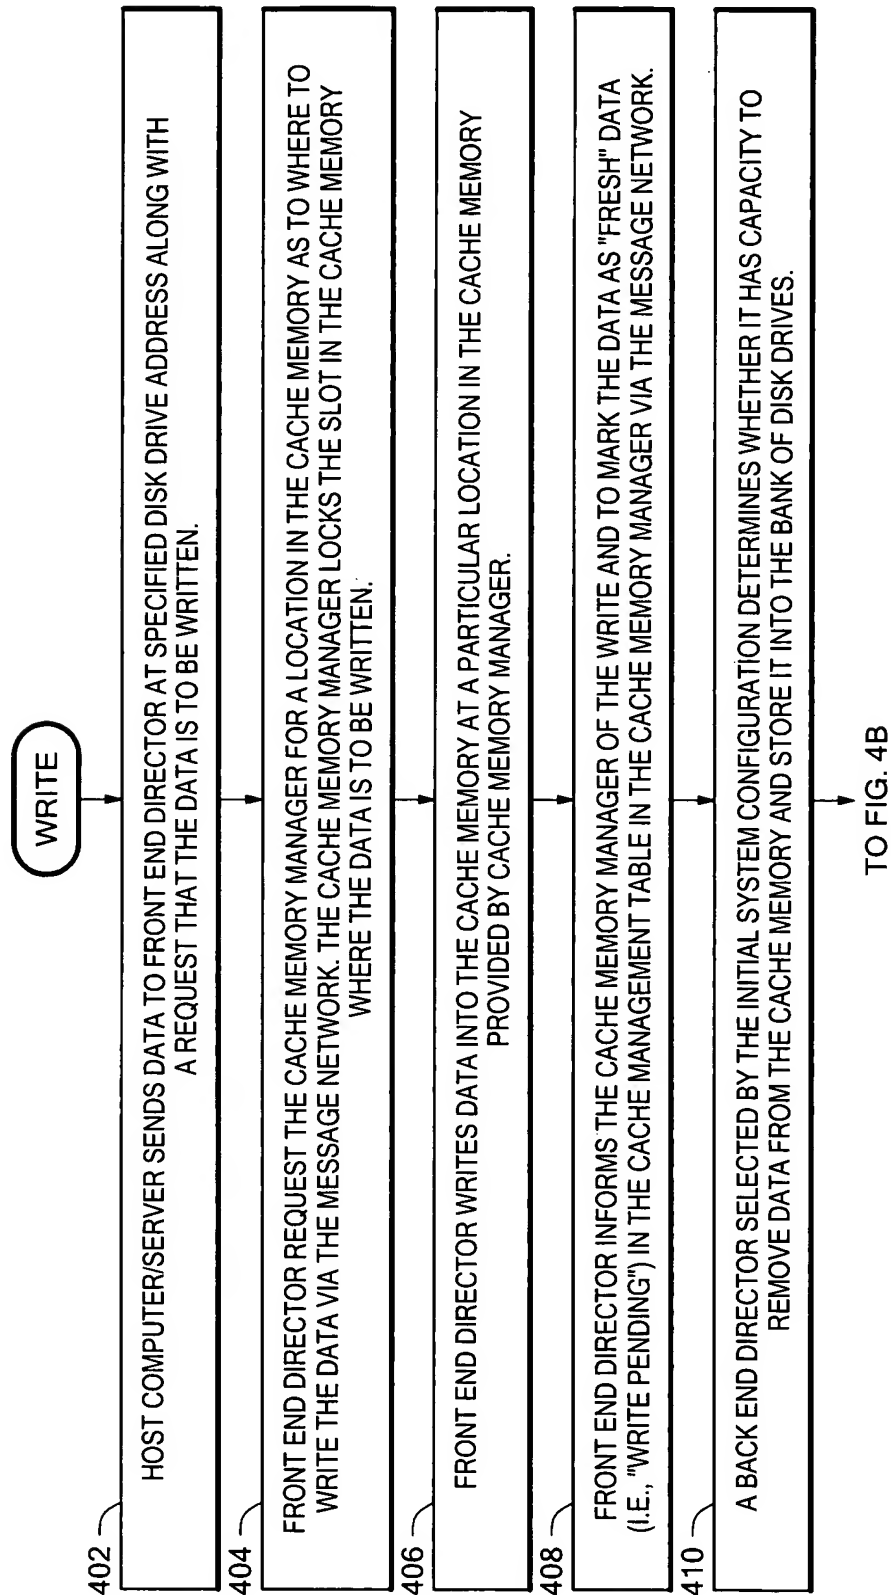 WRITE
402
HOST COMPUTER/SERVER SENDS DATA TO FRONT END DIRECTOR AT SPECIFIED DISK DRIVE ADDRESS ALONG WITH
A REQUEST THAT THE DATA IS TO BE WRITTEN.
404
FRONT END DIRECTOR REQUEST THE CACHE MEMORY MANAGER FOR A LOCATION IN THE CACHE MEMORY AS TO WHERE TO
WRITE THE DATA VIA THE MESSAGE NETWORK. THE CACHE MEMORY MANAGER LOCKS THE SLOT IN THE CACHE MEMORY
WHERE THE DATA IS TO BE WRITTEN.
406
FRONT END DIRECTOR WRITES DATA INTO THE CACHE MEMORY AT A PARTICULAR LOCATION IN THE CACHE MEMORY
PROVIDED BY CACHE MEMORY MANAGER.
408
FRONT END DIRECTOR INFORMS THE CACHE MEMORY MANAGER OF THE WRITE AND TO MARK THE DATA AS "FRESH" DATA
(I.E., "WRITE PENDING") IN THE CACHE MANAGEMENT TABLE IN THE CACHE MEMORY MANAGER VIA THE MESSAGE NETWORK.
410
A BACK END DIRECTOR SELECTED BY THE INITIAL SYSTEM CONFIGURATION DETERMINES WHETHER IT HAS CAPACITY TO
REMOVE DATA FROM THE CACHE MEMORY AND STORE IT INTO THE BANK OF DISK DRIVES.
TO FIG. 4B